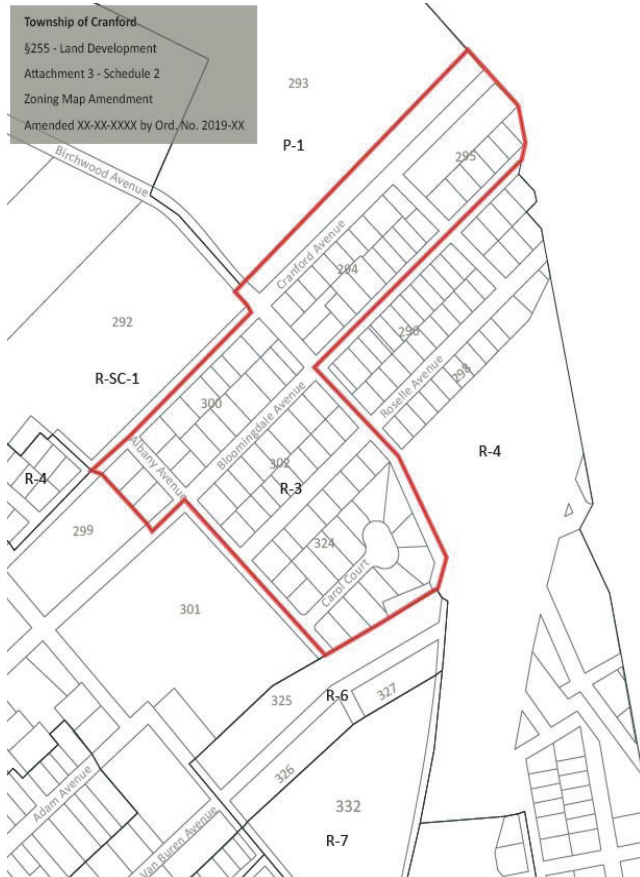 Township of Cranford
§255 - Land Development
Attachment 3 - Schedule 2
Zoning Map Amendment
Amended XX-XX-XXXX by Ord. No. 2019-XX
293
P-1
Birchwood Avenue
295
Cranford Avenue
294
292
296
R-SC-1
Roselle Avenue
298
300
Bloomingdale Avenue
Albany Avenue
R-4
302
R-4
R-3
299
324
Carol Court
301
R-6
325
327
326
Adam Avenue
332
Van Buren Avenue
R-7